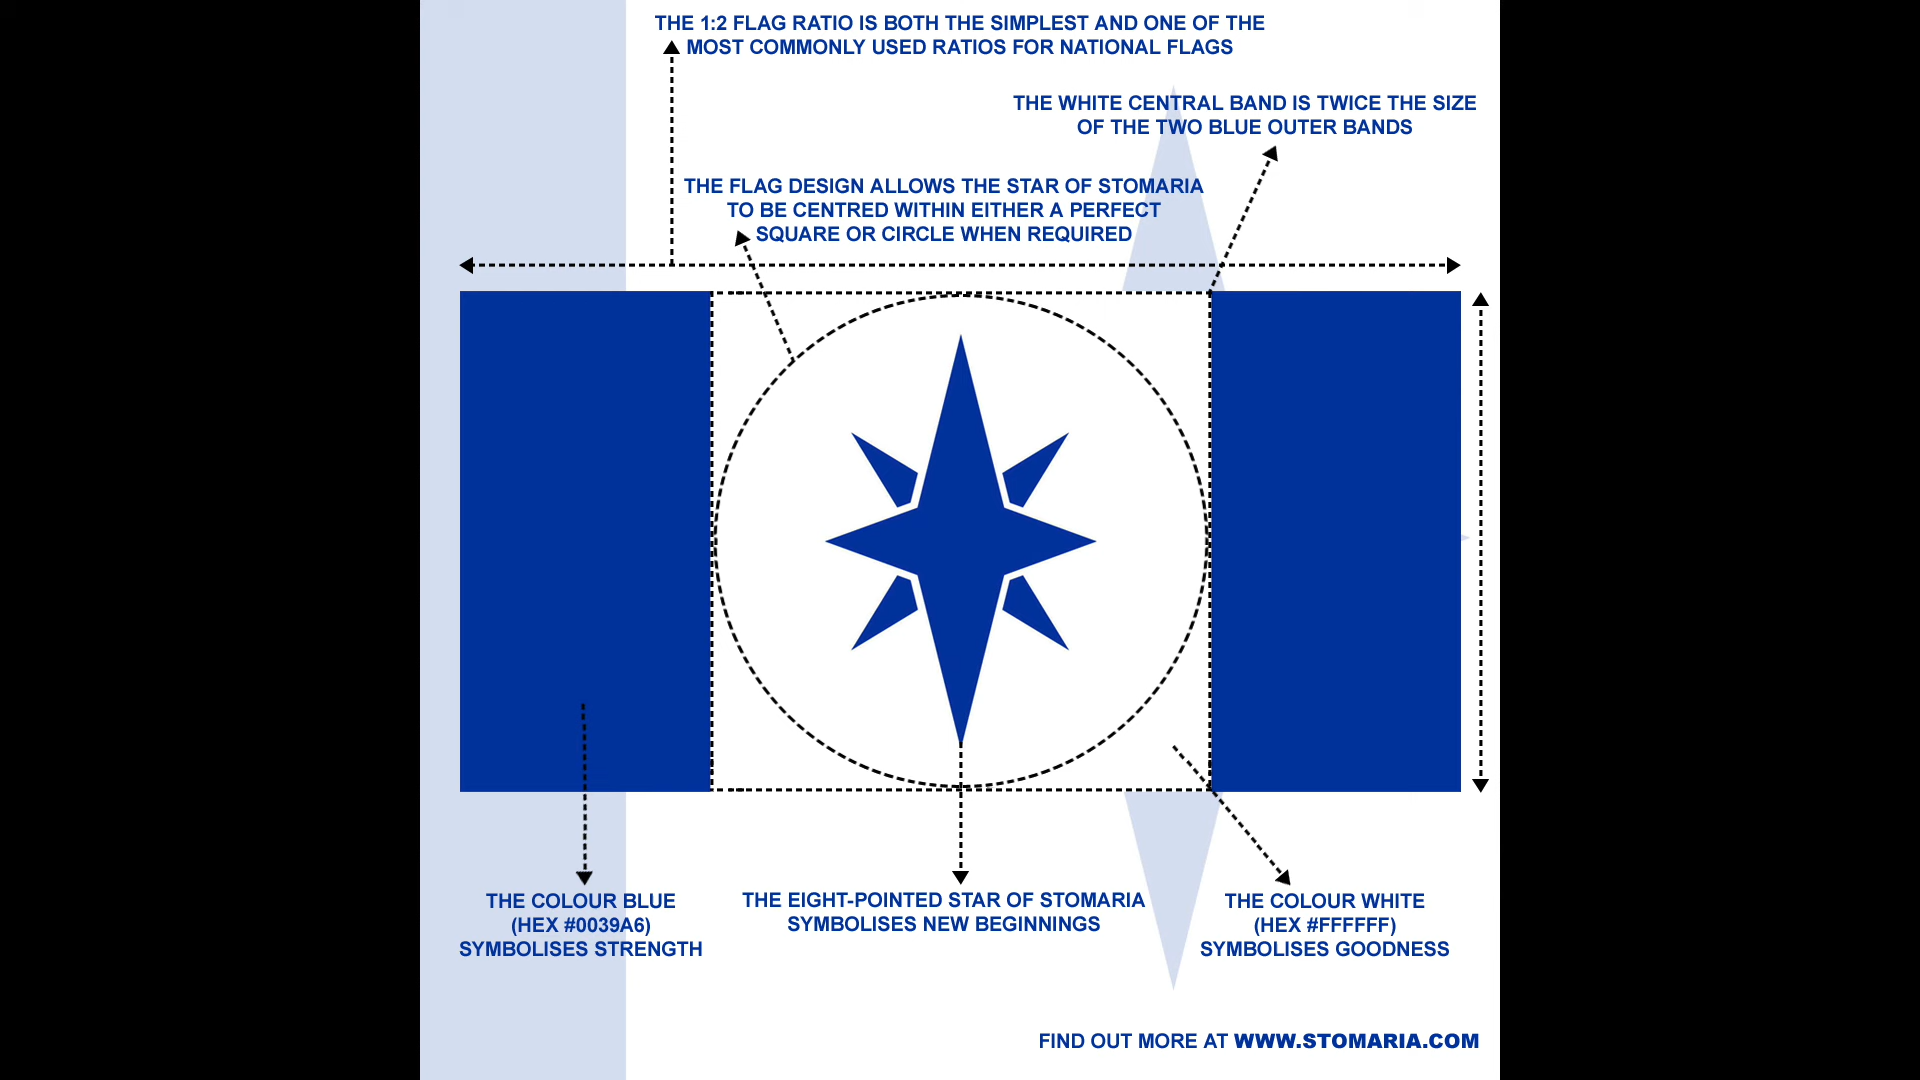 THE 1:2 FLAG RATIO IS BOTH THE SIMPLEST AND ONE OF THE
MOST COMMONLY USED RATIOS FOR NATIONAL FLAGS
THE WHITE CENTRAL BAND IS TWICE THE SIZE
OF THE TWO BLUE OUTER BANDS
THE FLAG DESIGN ALLOWS THE STAR OF STOMARIA
TO BE CENTRED WITHIN EITHER A PERFECT
SQUARE OR CIRCLE WHEN REQUIRED
THE COLOUR BLUE
(HEX #0039A6)
SYMBOLISES STRENGTH
THE EIGHT-POINTED STAR OF STOMARIA
SYMBOLISES NEW BEGINNINGS
THE COLOUR WHITE
(HEX #FFFFFF)
SYMBOLISES GOODNESS
FIND OUT MORE AT WWW.STOMARIA.COM